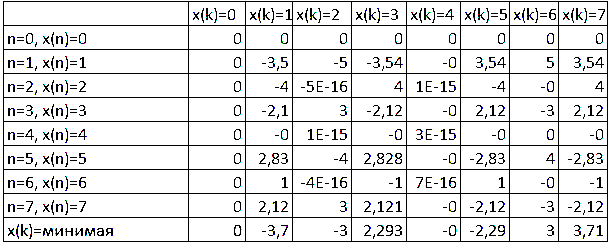 x(k)=0 x(k)=1 x(k)=2 x(k)=3 x(k)=4 x(k)=5 x(k)=6 x(k)=7
n=0, x(n)=0 0 0 0 0 0 0 0 0
n=1, x(n)=1 0 -3,5 -5 -3,54 -0 3,54 5 3,54
n=2, x(n)=2 0 -4 -5E-16 4 1E-15 -4 -0 4
n=3, x(n)=3 0 -2,1 3 -2,12 -0 2,12 -3 2,12
n=4, x(n)=4 0 -0 1E-15 -0 3E-15 -0 0 -0
n=5, x(n)=5 0 2,83 -4 2,828 -0 -2,83 4 -2,83
n=6, x(n)=6 0 1 -4E-16 -1 7E-16 1 -0 -1
n=7, x(n)=7 0 2,12 3 2,121 -0 -2,12 -3 -2,12
x(k)=минимая 0 -3,7 -3 2,293 -0 -2,29 3 3,71